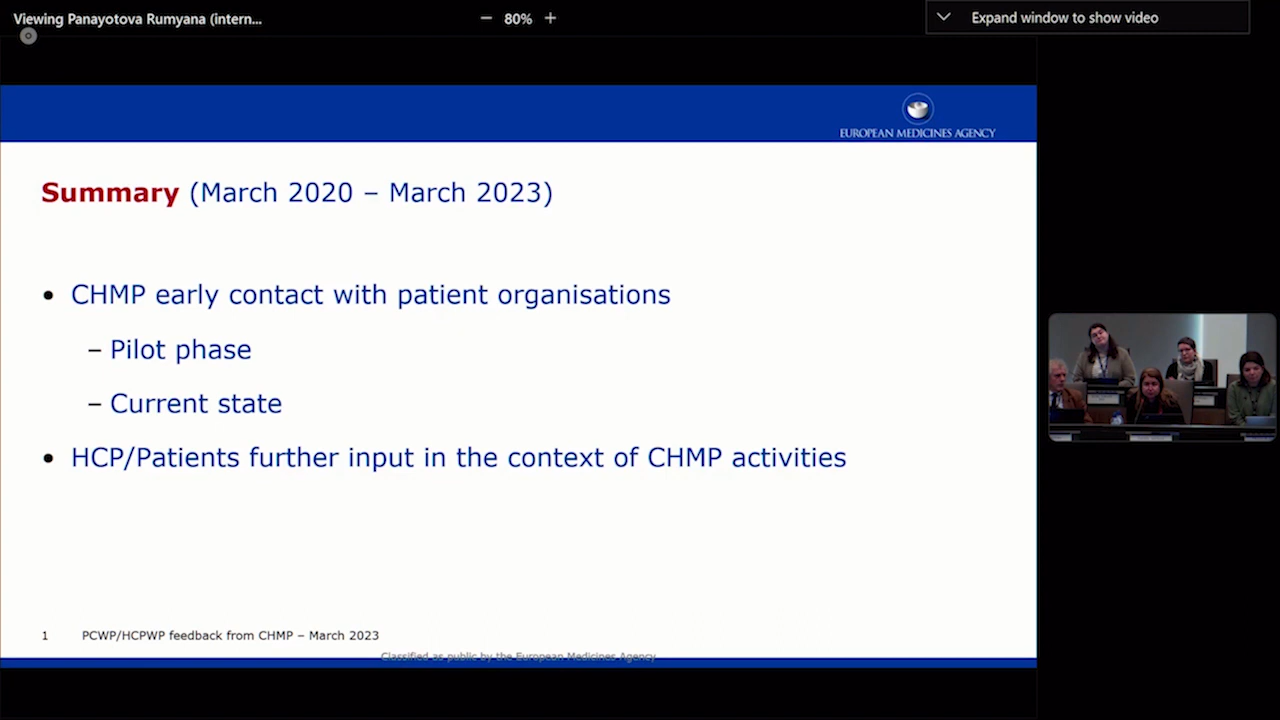 Viewing Panayotova Rumyana (intern...
80%
Expand window to show video
EUROPEAN MEDICINES AGENCY
Summary (March 2020 – March 2023)
• CHMP early contact with patient organisations
– Pilot phase
– Current state
• HCP/Patients further input in the context of CHMP activities
1 PCWP/HCPWP feedback from CHMP – March 2023
Classified as public by the European Medicines Agency